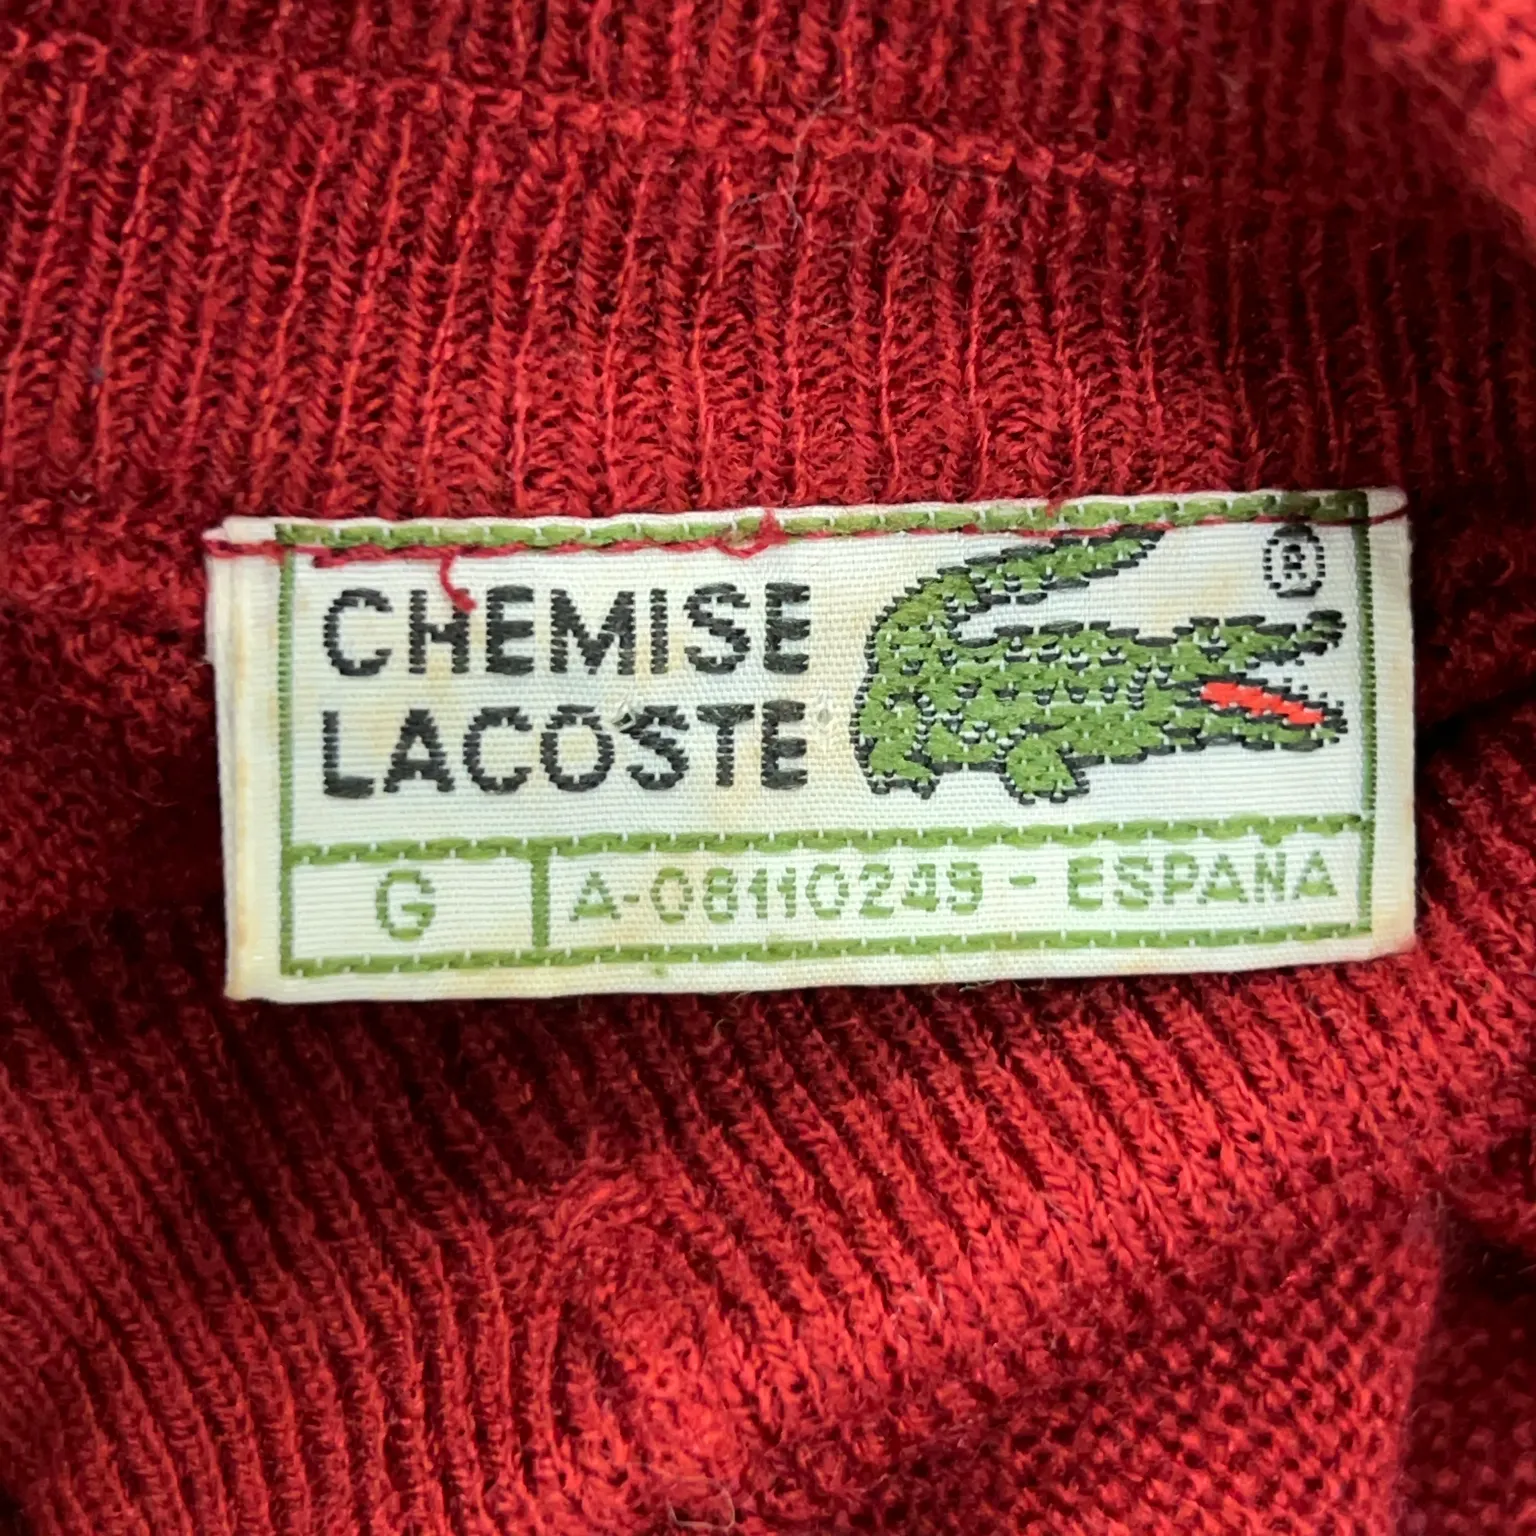 CHEMISE
LACOSTE
®
G A-08110249 - ESPAÑA